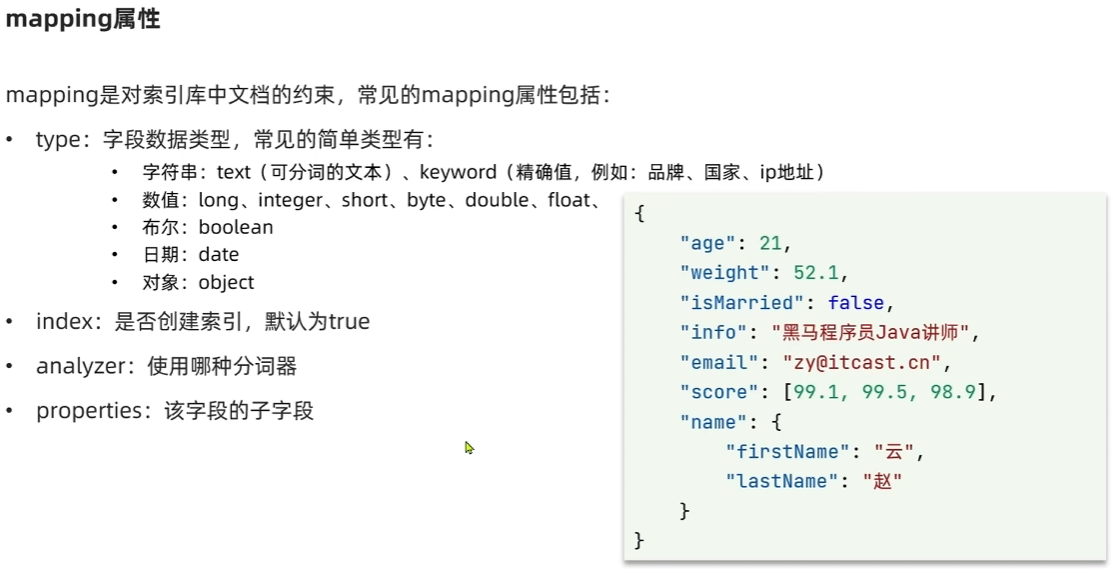 mapping属性
mapping是对索引库中文档的约束，常见的mapping属性包括：
• type：字段数据类型，常见的简单类型有：
• 字符串：text（可分词的文本）、keyword（精确值，例如：品牌、国家、ip地址）
• 数值：long、integer、short、byte、double、float、
• 布尔：boolean
• 日期：date
• 对象：object
• index：是否创建索引，默认为true
• analyzer：使用哪种分词器
• properties：该字段的子字段
{
    "age": 21,
    "weight": 52.1,
    "isMarried": false,
    "info": "黑马程序员Java讲师",
    "email": "zy@itcast.cn",
    "score": [99.1, 99.5, 98.9],
    "name": {
        "firstName": "云",
        "lastName": "赵"
    }
}